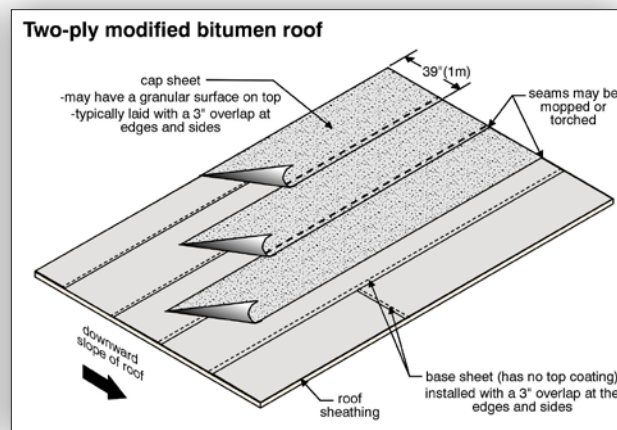 Two-ply modified bitumen roof
cap sheet
-may have a granular surface on top
-typically laid with a 3" overlap at
edges and sides
39"(1m)
seams may be
mopped or
torched
downward
slope of roof
roof
sheathing
base sheet (has no top coating)
installed with a 3" overlap at the
edges and sides